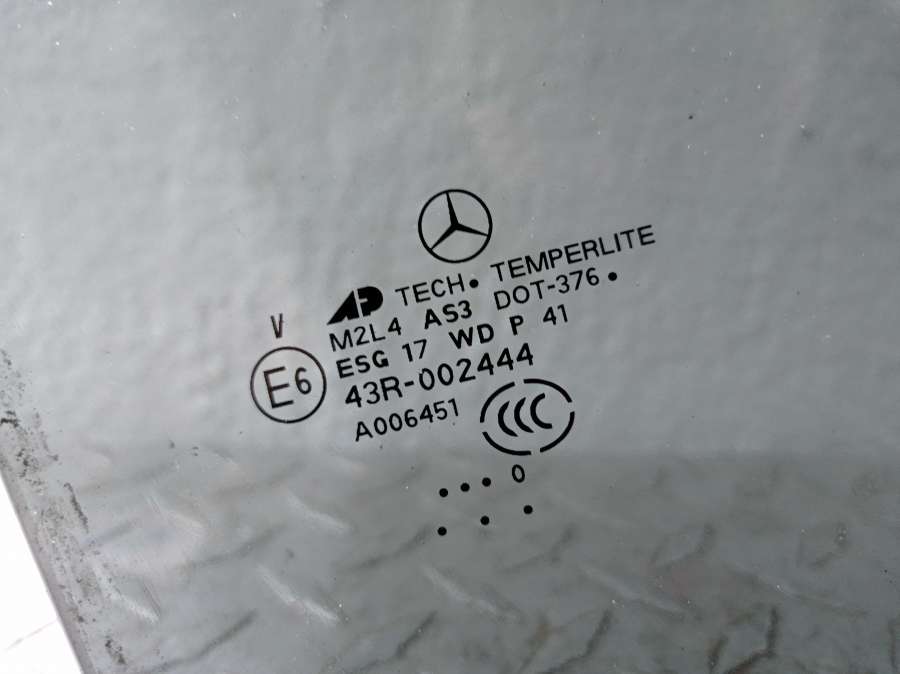 AP TECH. TEMPERLITE
M2L4 AS3 DOT-376.
V
ESG 17 WD P 41
E6
43R-002444
A006451
CCC
... 0
. . .